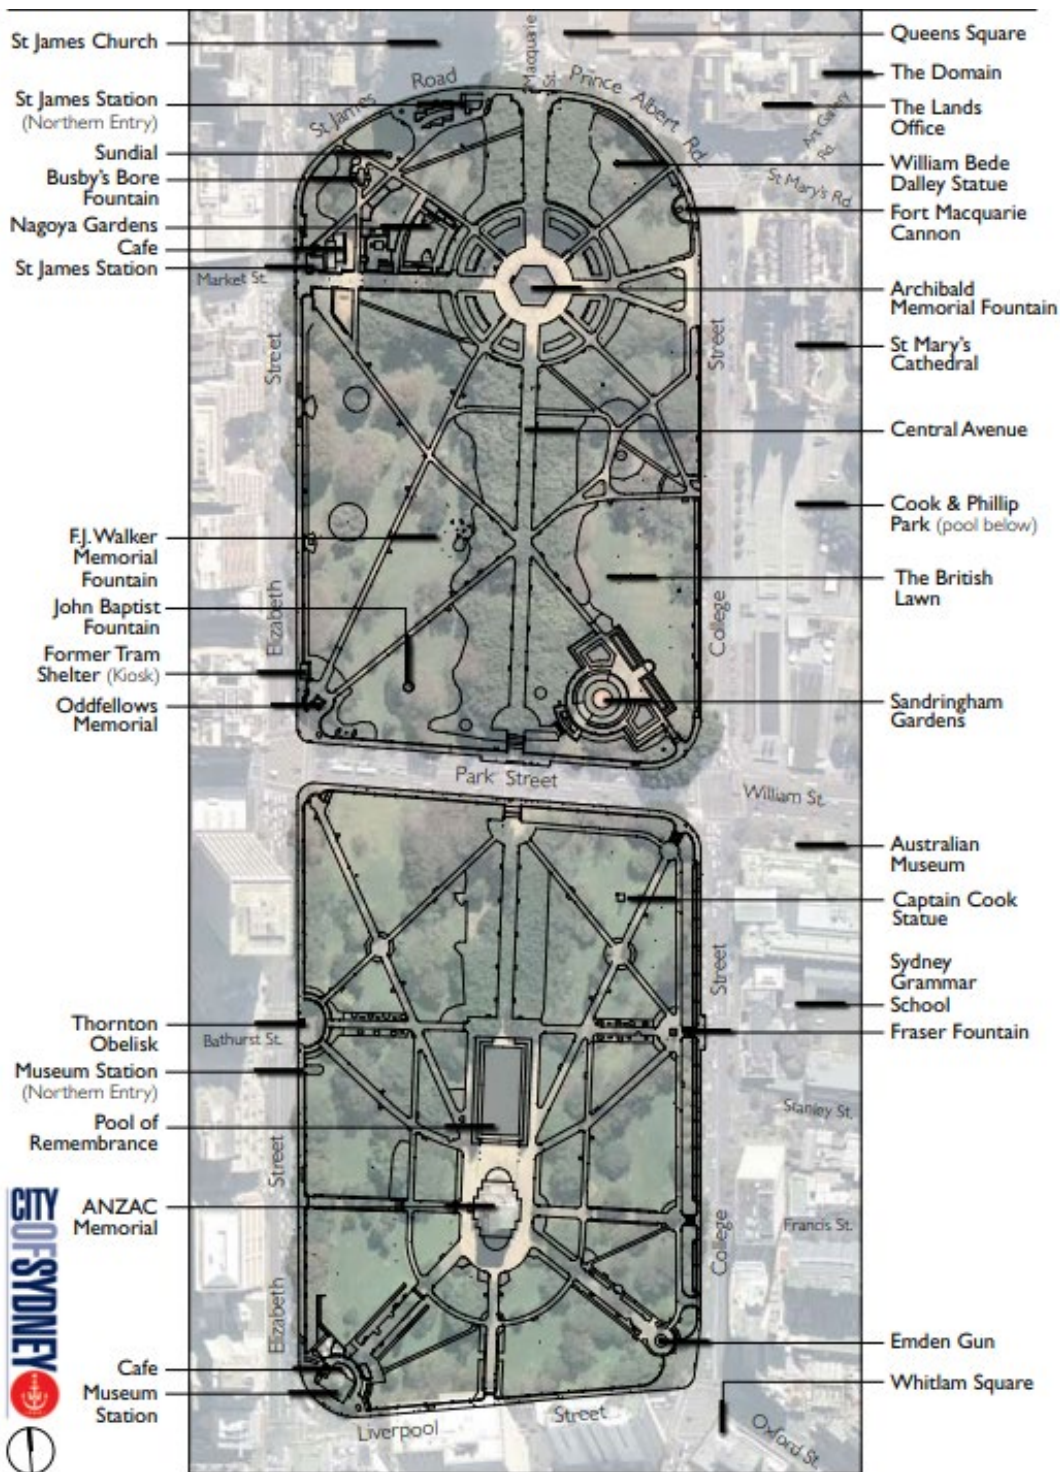 St James Church
St James Station
(Northern Entry)
Sundial
Busby's Bore
Fountain
Nagoya Gardens
Cafe
St James Station
F.J. Walker
Memorial
Fountain
John Baptist
Fountain
Former Tram
Shelter (Kiosk)
Oddfellows
Memorial
Thornton
Obelisk
Museum Station
(Northern Entry)
Pool of
Remembrance
ANZAC
Memorial
Cafe
Museum
Station
CITY OF SYDNEY
St James Road
Macquarie
St.
Prince Albert Rd.
Art Gallery
Rd.
St Mary's Rd.
Market St.
Elizabeth Street
College Street
Park Street
William St.
Bathurst St.
Elizabeth Street
College Street
Stanley St.
Francis St.
Liverpool Street
Oxford St.
Queens Square
The Domain
The Lands
Office
William Bede
Dalley Statue
Fort Macquarie
Cannon
Archibald
Memorial Fountain
St Mary's
Cathedral
Central Avenue
Cook & Phillip
Park (pool below)
The British
Lawn
Sandringham
Gardens
Australian
Museum
Captain Cook
Statue
Sydney
Grammar
School
Fraser Fountain
Emden Gun
Whitlam Square